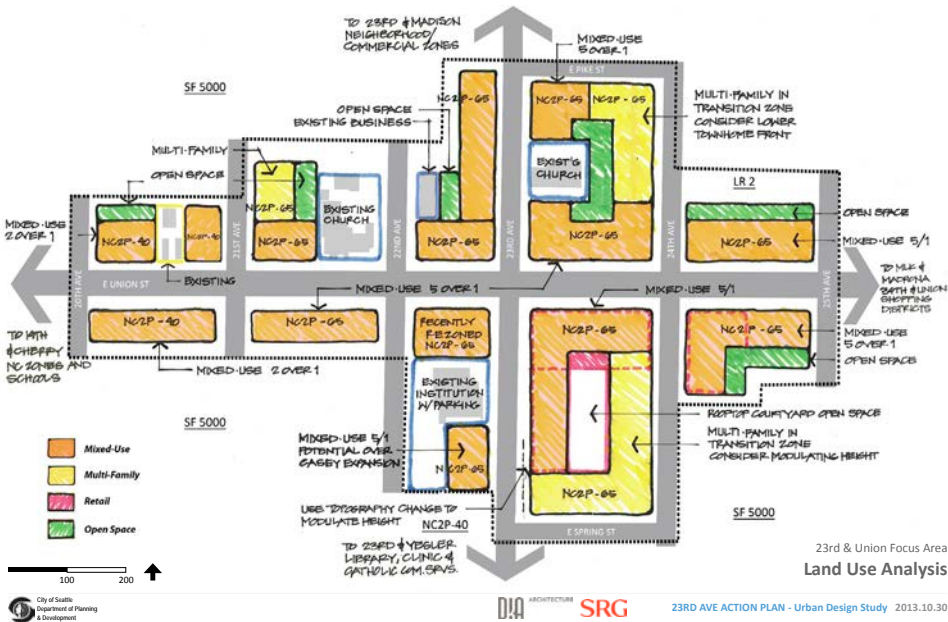 TO 23RD & MADISON
NEIGHBORHOOD/
COMMERCIAL ZONES
MIXED-USE
5 OVER 1
E PIKE ST
SF 5000
NC2P-65
NC2P-65
NC2P-65
MULTI-FAMILY IN
TRANSITION ZONE
CONSIDER LOWER
TOWNHOME FRONT
OPEN SPACE
EXISTING BUSINESS
MULTI-FAMILY
OPEN SPACE
EXIST'G
CHURCH
LR 2
MIXED-USE
2 OVER 1
NC2P-40
NC2P-40
21ST AVE
NC2P-65
NC2P-65
EXISTING
CHURCH
22ND AVE
NC2P-65
23RD AVE
NC2P-65
24TH AVE
NC2P-65
OPEN SPACE
MIXED-USE 5/1
20TH AVE
E UNION ST
EXISTING
MIXED-USE 5 OVER 1
MIXED-USE 5/1
25TH AVE
TO MLK &
MADRONA
34TH & UNION
SHOPPING
DISTRICTS
NC2P-40
NC2P-65
RECENTLY
REZONED
NC2P-65
NC2P-65
NC2P-65
MIXED-USE
5 OVER 1
OPEN SPACE
TO 19TH
& CHERRY
NC ZONES AND
SCHOOLS
MIXED-USE 2 OVER 1
EXISTING
INSTITUTION
W/PARKING
ROOFTOP COURTYARD OPEN SPACE
SF 5000
MIXED-USE 5/1
POTENTIAL OVER
CASEY EXPANSION
NC2P-65
MULTI-FAMILY IN
TRANSITION ZONE
CONSIDER MODULATING HEIGHT
NC2P-65
USE TOPOGRAPHY CHANGE TO
MODULATE HEIGHT
NC2P-40
E SPRING ST
SF 5000
TO 23RD & YESLER
LIBRARY, CLINIC &
CATHOLIC COM. SRVS.
Mixed-Use
Multi-Family
Retail
Open Space
100 200
23rd & Union Focus Area
Land Use Analysis
City of Seattle
Department of Planning
& Development
DIA ARCHITECTURE
SRG
23RD AVE ACTION PLAN - Urban Design Study 2013.10.30